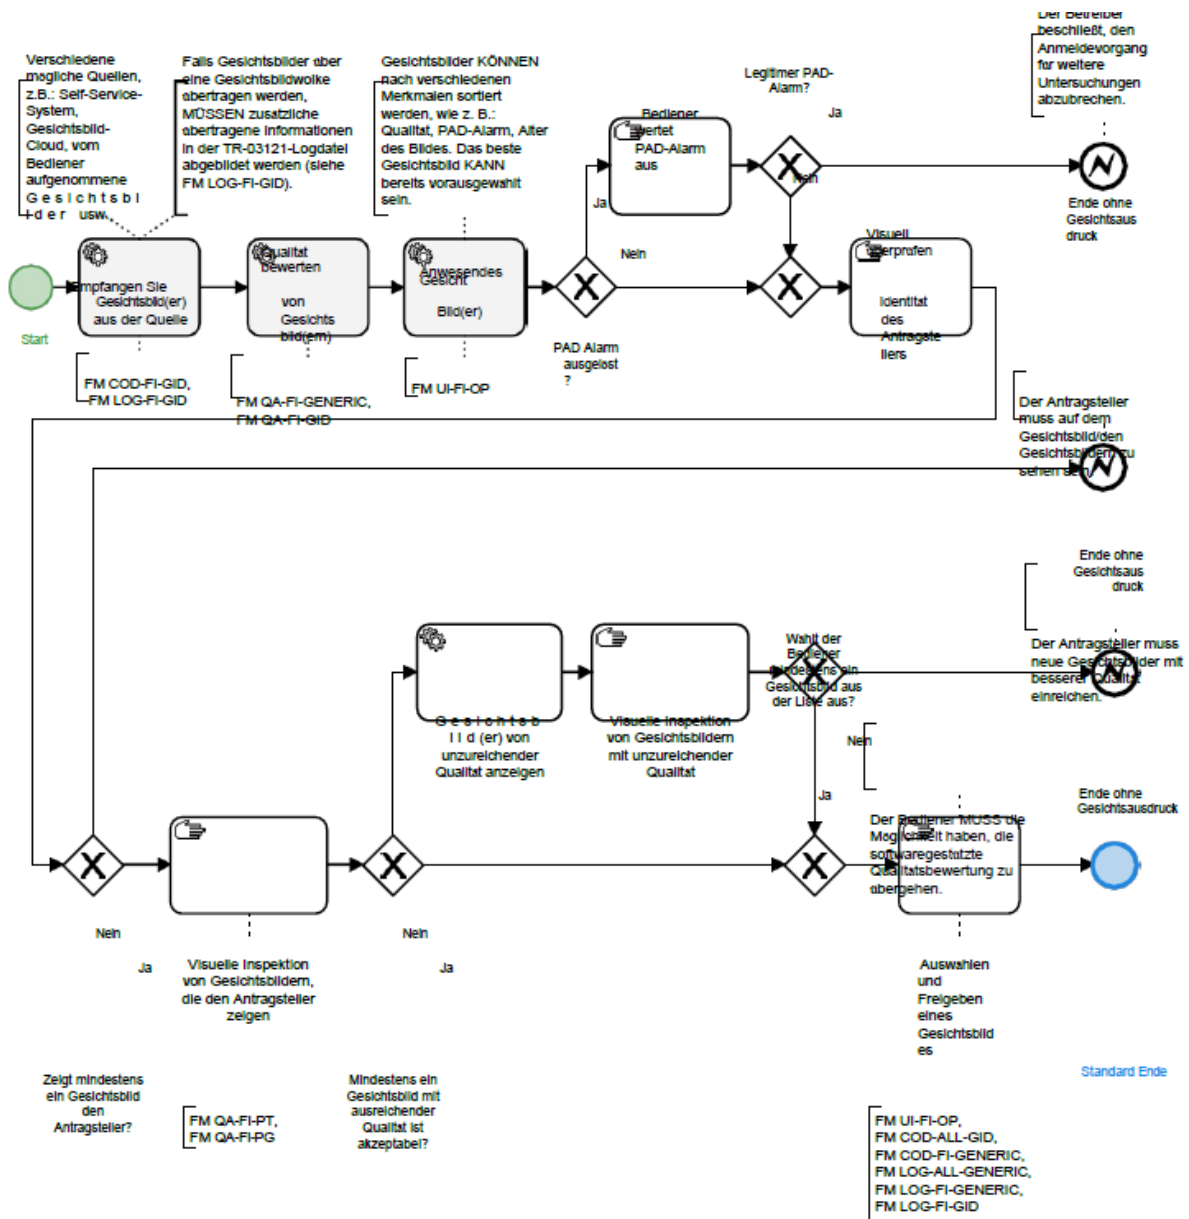 Der Betreiber
beschließt, den
Anmeldevorgang
für weitere
Untersuchungen
abzubrechen.
Verschiedene
mögliche Quellen,
z.B.: Self-Service-
System,
Gesichtsbild-
Cloud, vom
Bediener
aufgenommene
G e s i c h t s b i
l d e r usw.
Falls Gesichtsbilder über
eine Gesichtsbildwolke
übertragen werden,
MÜSSEN zusätzliche
übertragene Informationen
in der TR-03121-Logdatei
abgebildet werden (siehe
FM LOG-FI-GID).
Gesichtsbilder KÖNNEN
nach verschiedenen
Merkmalen sortiert
werden, wie z. B.:
Qualität, PAD-Alarm, Alter
des Bildes. Das beste
Gesichtsbild KANN
bereits vorausgewählt
sein.
Legitimer PAD-
Alarm?
Ja
Bediener
wertet
PAD-Alarm
aus
Nein
Ende ohne
Gesichtsaus
druck
Ja
Nein
Visuell
überprüfen
Identität
des
Antragste
llers
Qualität
bewerten
von
Gesichts
bild(ern)
Anwesendes
Gesicht
Bild(er)
Empfangen Sie
Gesichtsbild(er)
aus der Quelle
Start
PAD Alarm
ausgelöst
?
FM COD-FI-GID,
FM LOG-FI-GID
FM QA-FI-GENERIC,
FM QA-FI-GID
FM UI-FI-OP
Der Antragsteller
muss auf dem
Gesichtsbild/den
Gesichtsbildern zu
sehen sein.
Ende ohne
Gesichtsaus
druck
Der Antragsteller muss
neue Gesichtsbilder mit
besserer Qualität
einreichen.
Wählt der
Bediener
mindestens ein
Gesichtsbild aus
der Liste aus?
G e s i c h t s b
i l d (er) von
unzureichender
Qualität anzeigen
Visuelle Inspektion
von Gesichtsbildern
mit unzureichender
Qualität
Nein
Ja
Ende ohne
Gesichtsausdruck
Der Bediener MUSS die
Möglichkeit haben, die
softwaregestützte
Qualitätsbewertung zu
übergehen.
Nein
Ja
Visuelle Inspektion
von Gesichtsbildern,
die den Antragsteller
zeigen
Nein
Ja
Auswählen
und
Freigeben
eines
Gesichtsbild
es
Standard Ende
Zeigt mindestens
ein Gesichtsbild
den
Antragsteller?
FM QA-FI-PT,
FM QA-FI-PG
Mindestens ein
Gesichtsbild mit
ausreichender
Qualität ist
akzeptabel?
FM UI-FI-OP,
FM COD-ALL-GID,
FM COD-FI-GENERIC,
FM LOG-ALL-GENERIC,
FM LOG-FI-GENERIC,
FM LOG-FI-GID